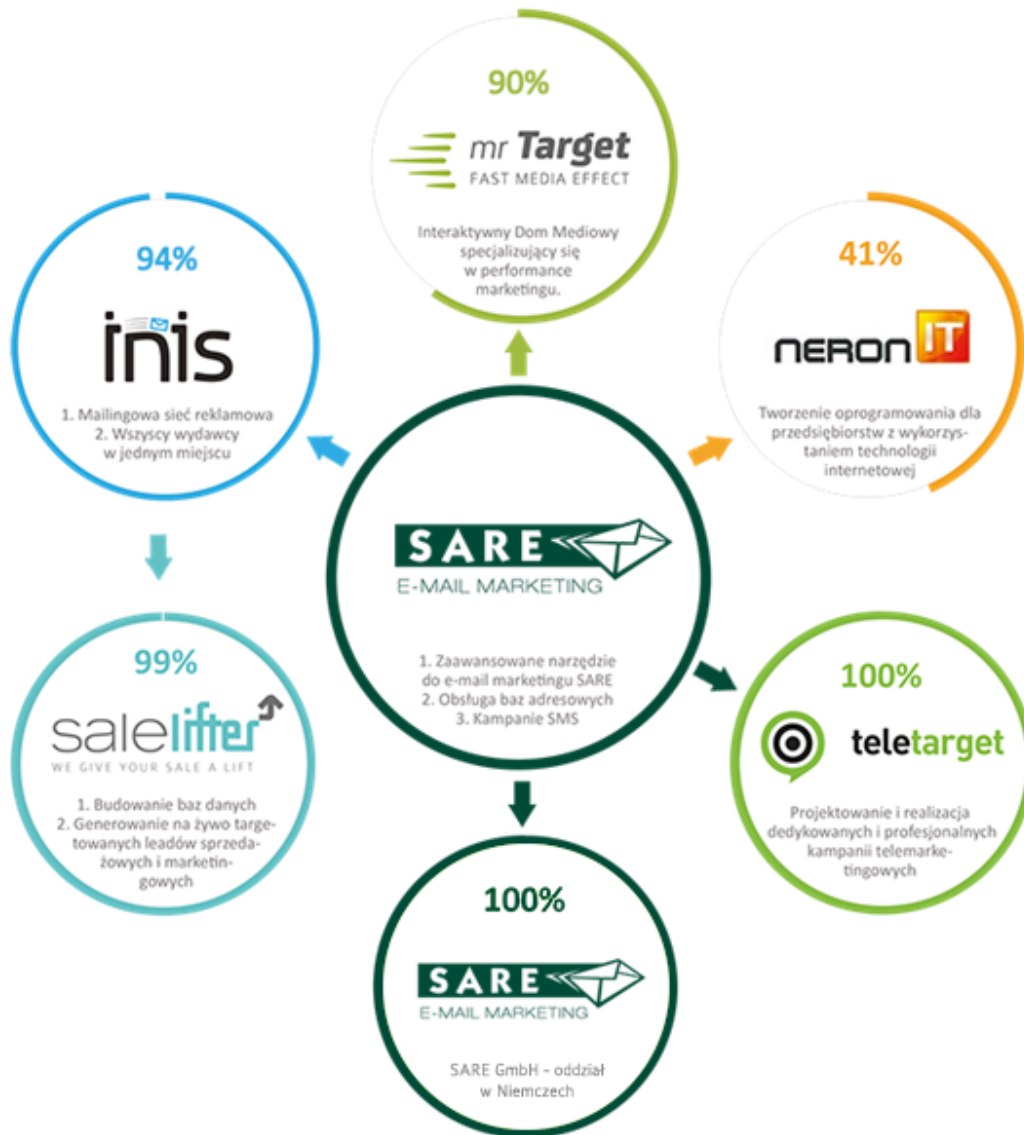 90%
mr Target
FAST MEDIA EFFECT
Interaktywny Dom Mediowy
specjalizujący się
w performance
marketingu.
94%
inis
1. Mailingowa sieć reklamowa
2. Wszyscy wydawcy
w jednym miejscu
41%
NERON IT
Tworzenie oprogramowania dla
przedsiębiorstw z wykorzys-
taniem technologii
internetowej
SARE
E-MAIL MARKETING
1. Zaawansowane narzędzie
do e-mail marketingu SARE
2. Obsługa baz adresowych
3. Kampanie SMS
99%
salelifter
WE GIVE YOUR SALE A LIFT
1. Budowanie baz danych
2. Generowanie na żywo targe-
towanych leadów sprzeda-
żowych i marketin-
gowych
100%
teletarget
Projektowanie i realizacja
dedykowanych i profesjonalnych
kampanii telemarke-
tingowych
100%
SARE
E-MAIL MARKETING
SARE GmbH - oddział
w Niemczech